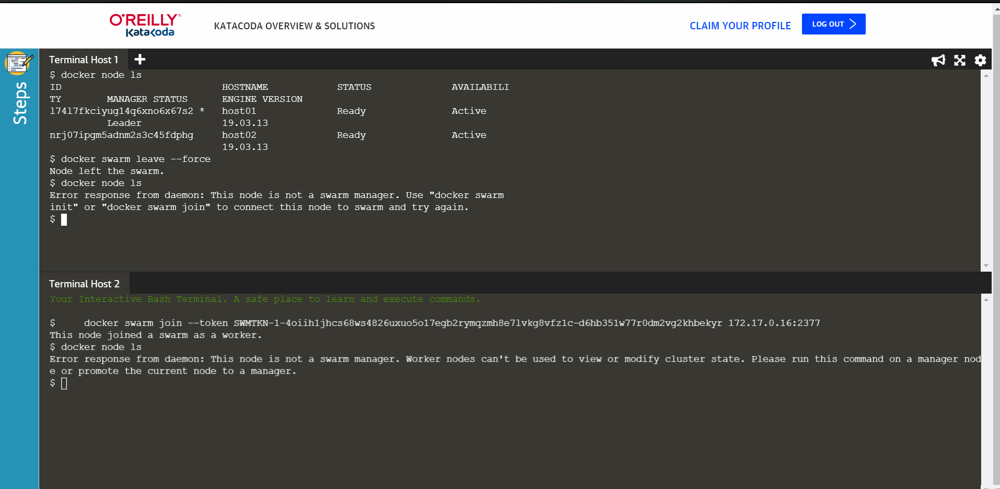 O'REILLY®
Katacoda
KATACODA OVERVIEW & SOLUTIONS
CLAIM YOUR PROFILE
LOG OUT
Steps
Terminal Host 1
$ docker node ls
ID                            HOSTNAME            STATUS              AVAILABILI
TY        MANAGER STATUS      ENGINE VERSION
l74l7fkciyug14q6xno6x67s2 *   host01              Ready               Active
          Leader              19.03.13
nrj07ipgm5adnm2s3c45fdphg     host02              Ready               Active
                              19.03.13
$ docker swarm leave --force
Node left the swarm.
$ docker node ls
Error response from daemon: This node is not a swarm manager. Use "docker swarm
init" or "docker swarm join" to connect this node to swarm and try again.
$
Terminal Host 2
Your Interactive Bash Terminal. A safe place to learn and execute commands.
$     docker swarm join --token SWMTKN-1-4oiih1jhcs68ws4826uxuo5o17egb2rymqzmh8e7lvkg8vfz1c-d6hb351w77r0dm2vg2khbekyr 172.17.0.16:2377
This node joined a swarm as a worker.
$ docker node ls
Error response from daemon: This node is not a swarm manager. Worker nodes can't be used to view or modify cluster state. Please run this command on a manager nod
e or promote the current node to a manager.
$